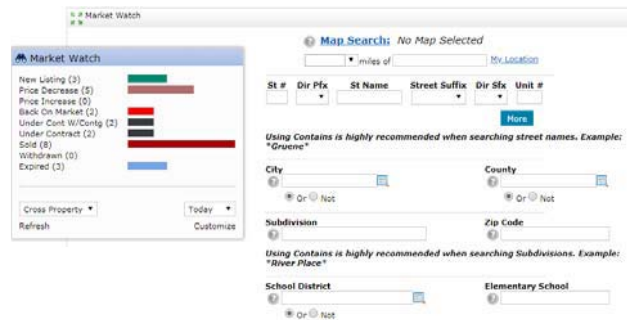 Market Watch
Map Search: No Map Selected
miles of
My Location
Market Watch
New Listing (3)
Price Decrease (5)
Price Increase (0)
Back On Market (2)
Under Cont W/Contg (2)
Under Contract (2)
Sold (8)
Withdrawn (0)
Expired (3)
Cross Property
Today
Refresh
Customize
St # Dir Pfx St Name Street Suffix Dir Sfx Unit #
More
Using Contains is highly recommended when searching street names. Example:
*Gruene*
City
County
Or Not
Or Not
Subdivision
Zip Code
Using Contains is highly recommended when searching Subdivisions. Example:
*River Place*
School District
Elementary School
Or Not